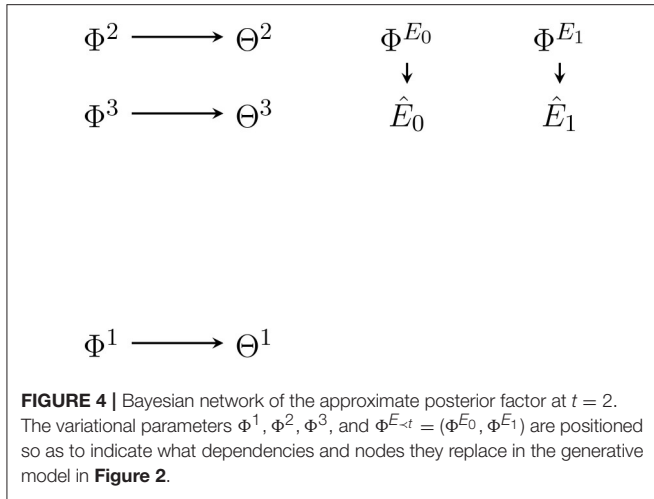 Φ² ⟶ Θ² Φ^{E₀} Φ^{E₁}
↓ ↓
Φ³ ⟶ Θ³ Ê₀ Ê₁
Φ¹ ⟶ Θ¹
FIGURE 4 | Bayesian network of the approximate posterior factor at t = 2.
The variational parameters Φ¹, Φ², Φ³, and Φ^{E_{≺t}} = (Φ^{E₀}, Φ^{E₁}) are positioned
so as to indicate what dependencies and nodes they replace in the generative
model in Figure 2.